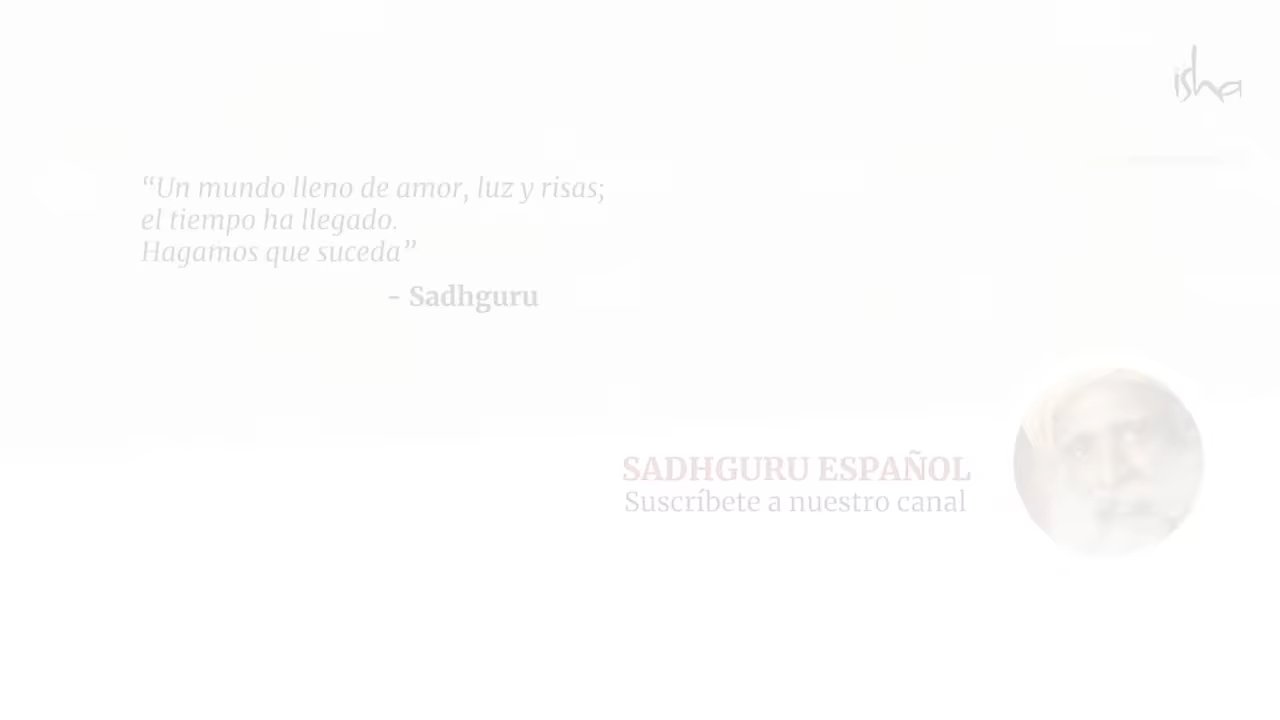 isha
“Un mundo lleno de amor, luz y risas;
el tiempo ha llegado.
Hagamos que suceda”
- Sadhguru
SADHGURU ESPAÑOL
Suscríbete a nuestro canal